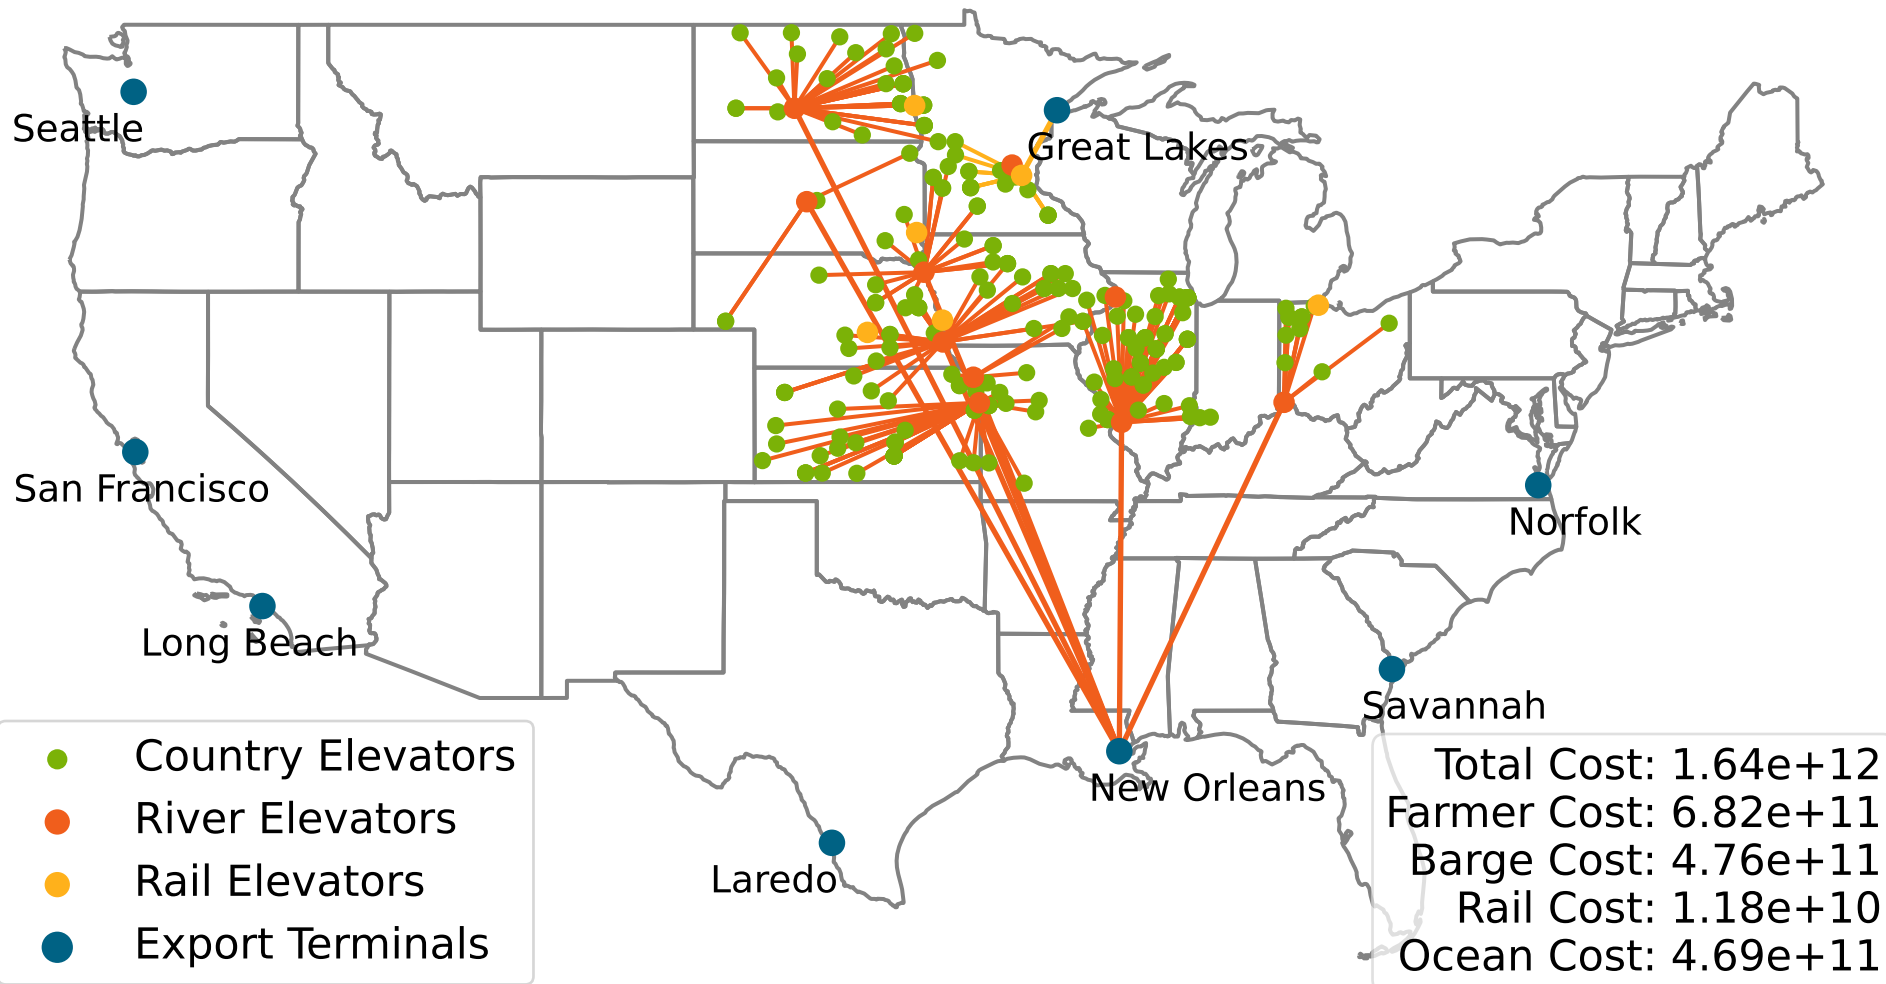 Seattle
Great Lakes
San Francisco
Norfolk
Long Beach
Savannah
New Orleans
Laredo
Country Elevators
River Elevators
Rail Elevators
Export Terminals
Total Cost: 1.64e+12
Farmer Cost: 6.82e+11
Barge Cost: 4.76e+11
Rail Cost: 1.18e+10
Ocean Cost: 4.69e+11